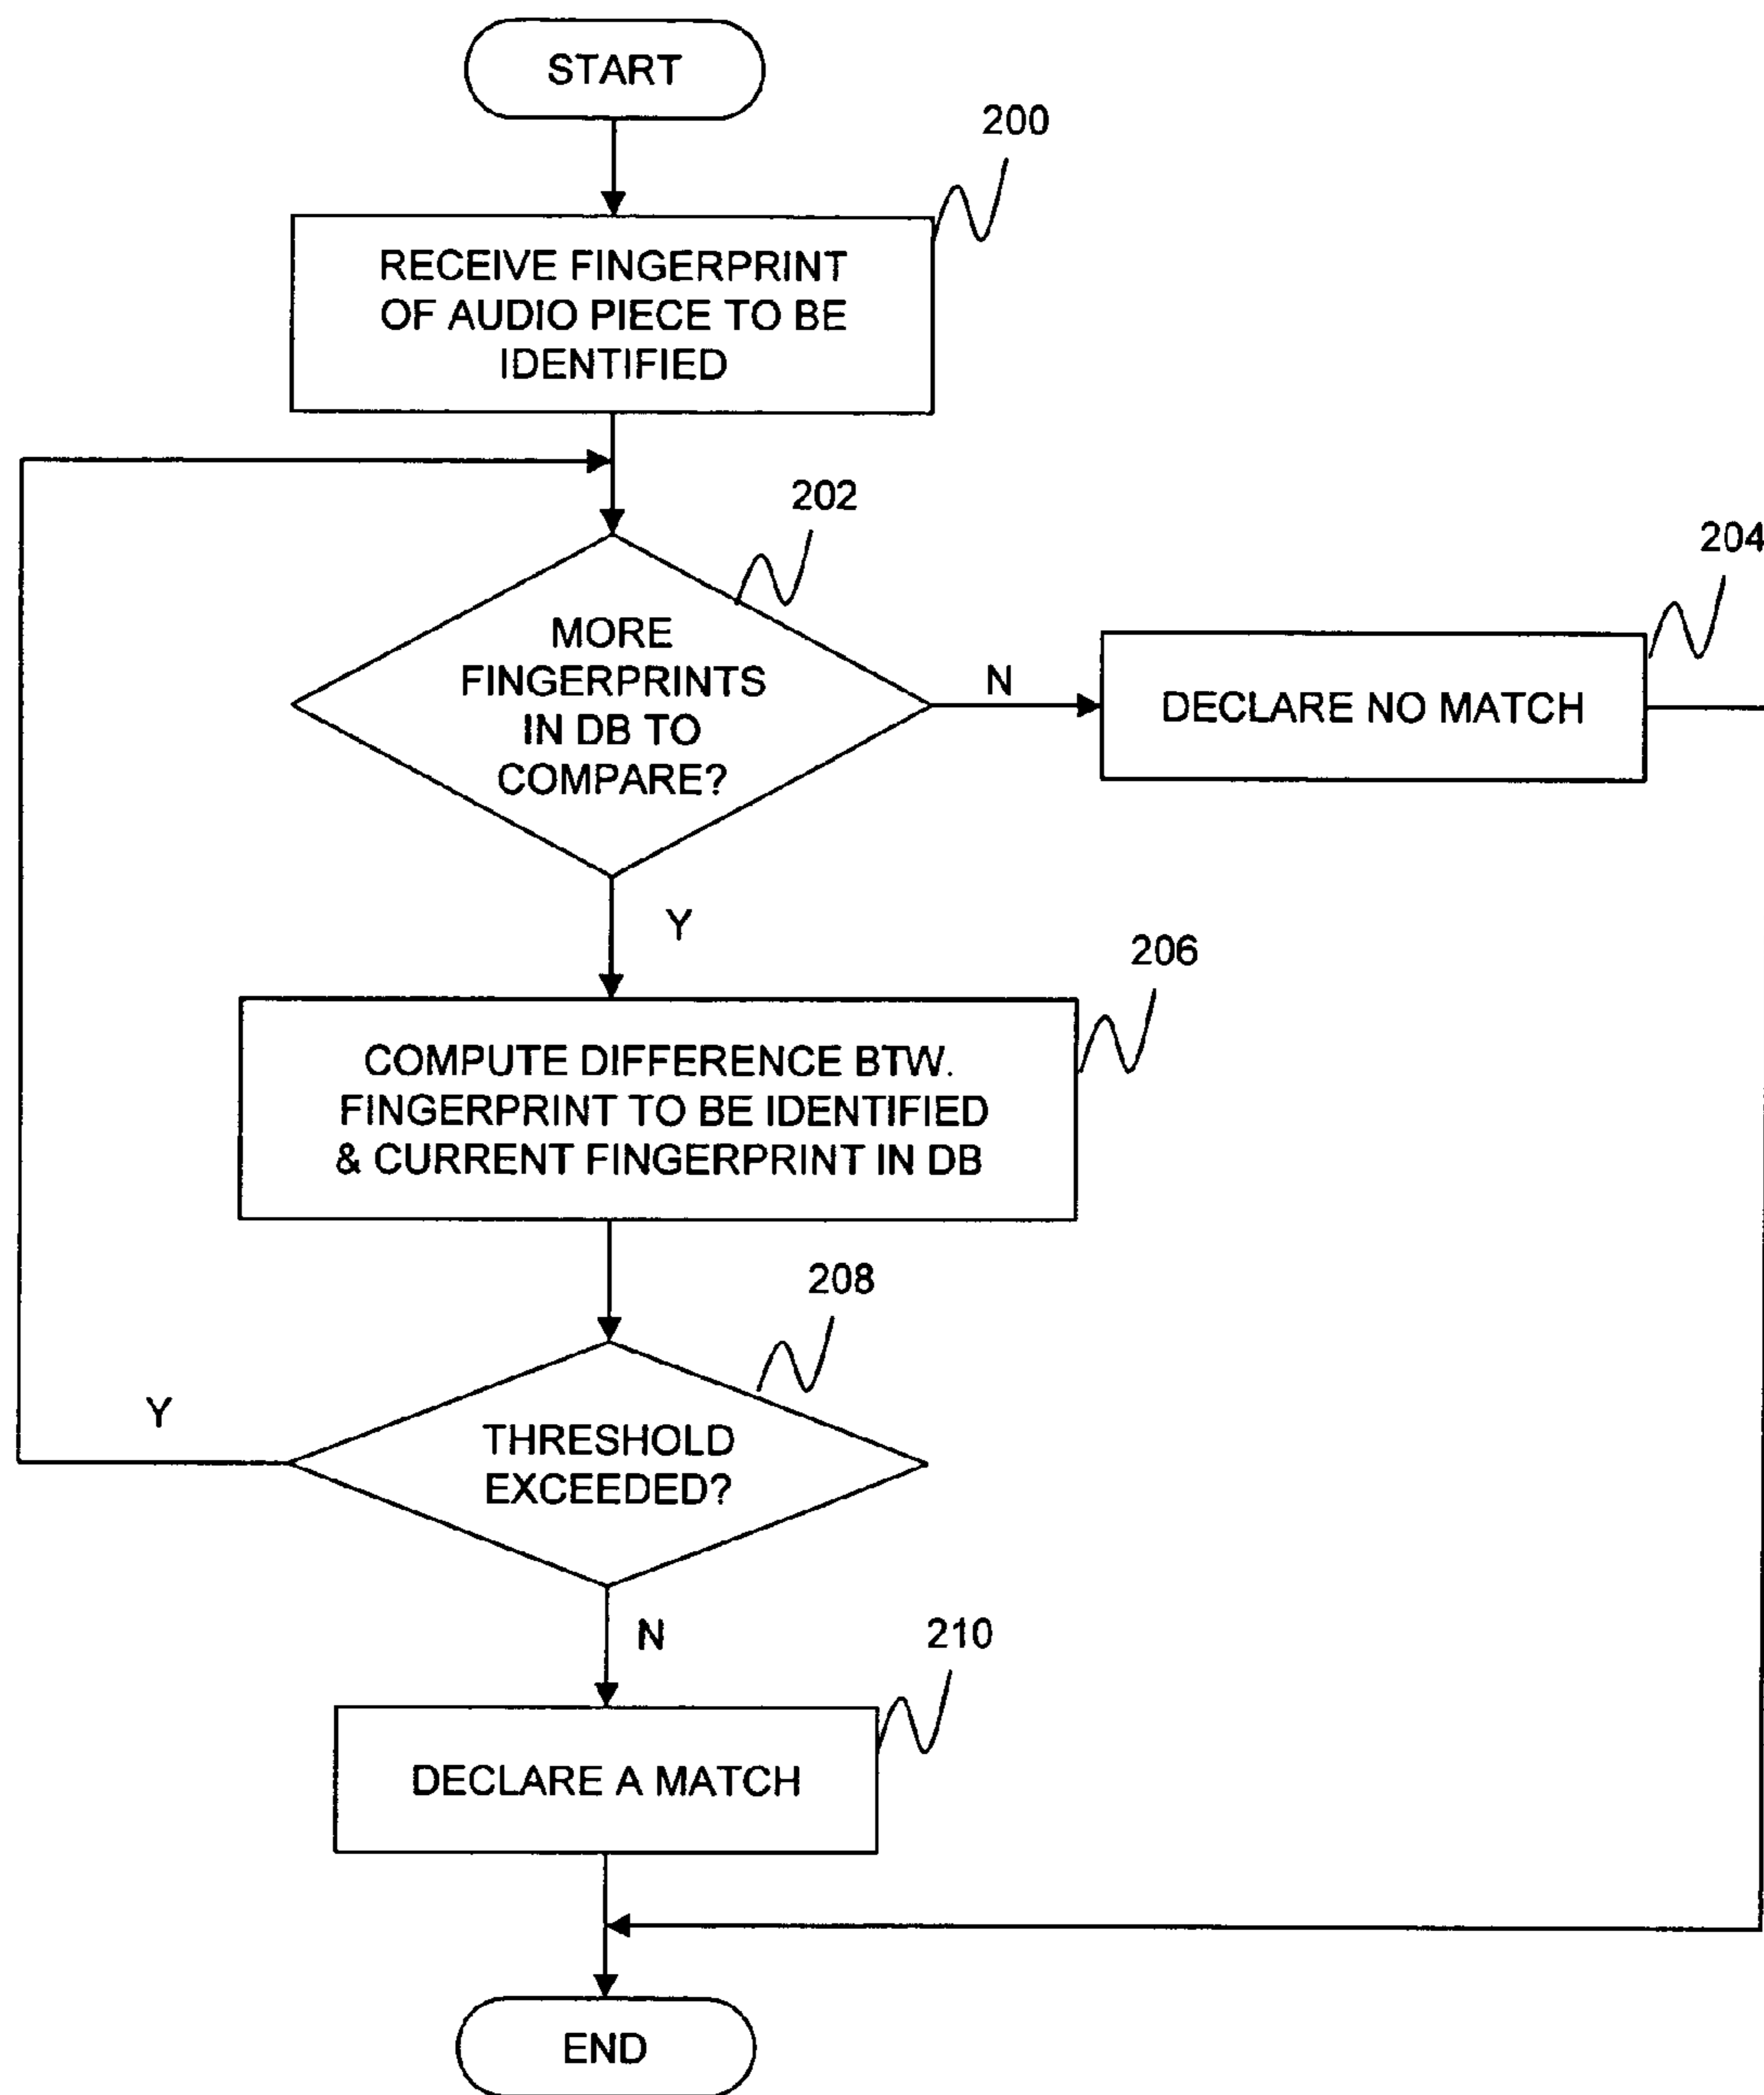 START
200
RECEIVE FINGERPRINT
OF AUDIO PIECE TO BE
IDENTIFIED
202
MORE
FINGERPRINTS
IN DB TO
COMPARE?
N
204
DECLARE NO MATCH
Y
206
COMPUTE DIFFERENCE BTW.
FINGERPRINT TO BE IDENTIFIED
& CURRENT FINGERPRINT IN DB
208
Y
THRESHOLD
EXCEEDED?
N
210
DECLARE A MATCH
END